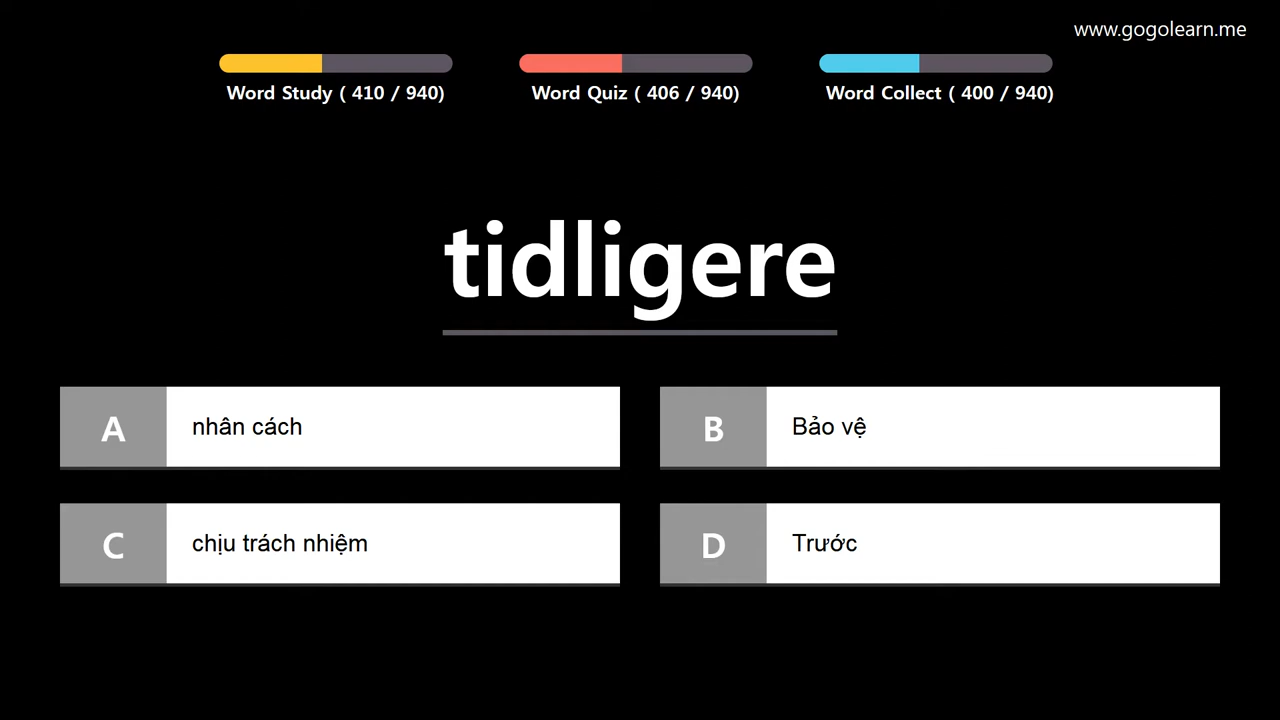 www.gogolearn.me
Word Study ( 410 / 940)
Word Quiz ( 406 / 940)
Word Collect ( 400 / 940)
tidligere
A nhân cách
B Bảo vệ
C chịu trách nhiệm
D Trước